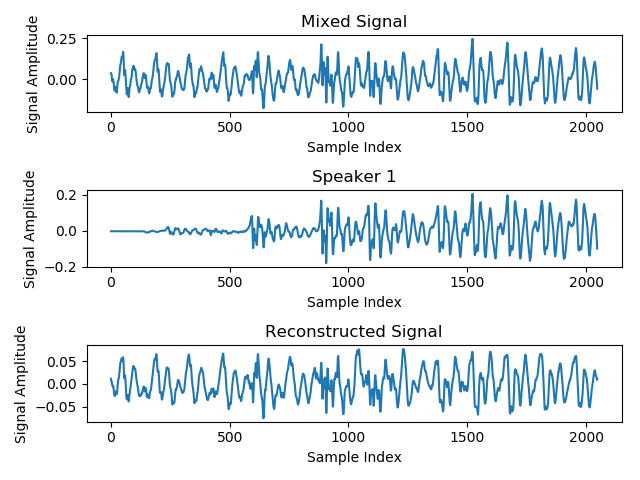 Mixed Signal
Signal Amplitude
0.25
0.00
0 500 1000 1500 2000
Sample Index
Speaker 1
Signal Amplitude
0.2
0.0
−0.2
0 500 1000 1500 2000
Sample Index
Reconstructed Signal
Signal Amplitude
0.05
0.00
−0.05
0 500 1000 1500 2000
Sample Index